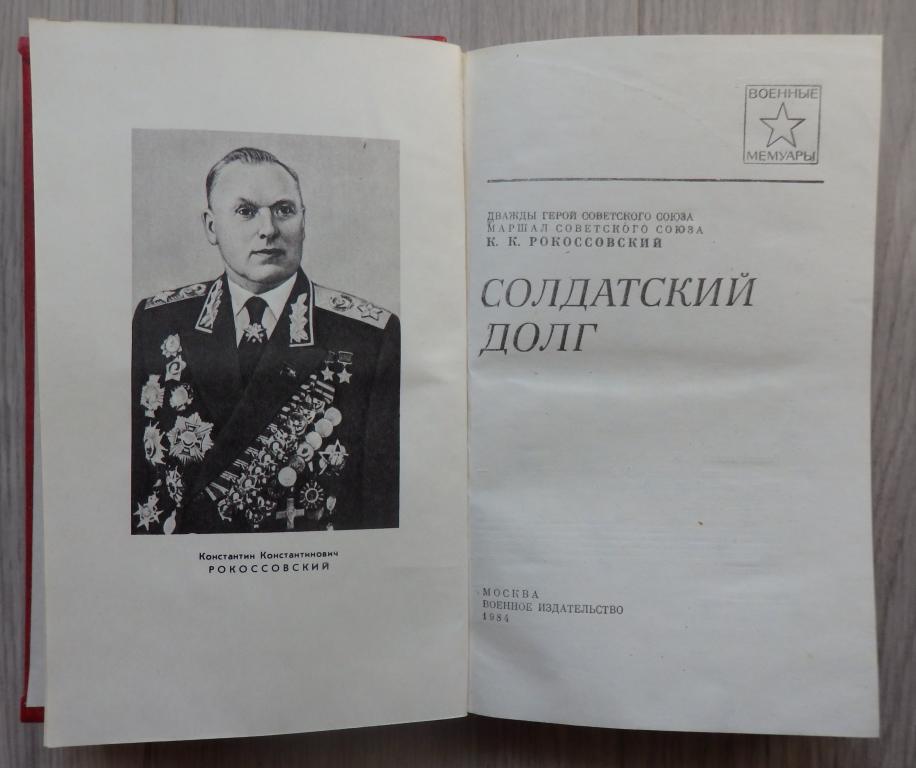 Константин Константинович
РОКОССОВСКИЙ
ВОЕННЫЕ
МЕМУАРЫ
ДВАЖДЫ ГЕРОЙ СОВЕТСКОГО СОЮЗА
МАРШАЛ СОВЕТСКОГО СОЮЗА
К. К. РОКОССОВСКИЙ
СОЛДАТСКИЙ
ДОЛГ
МОСКВА
ВОЕННОЕ ИЗДАТЕЛЬСТВО
1984